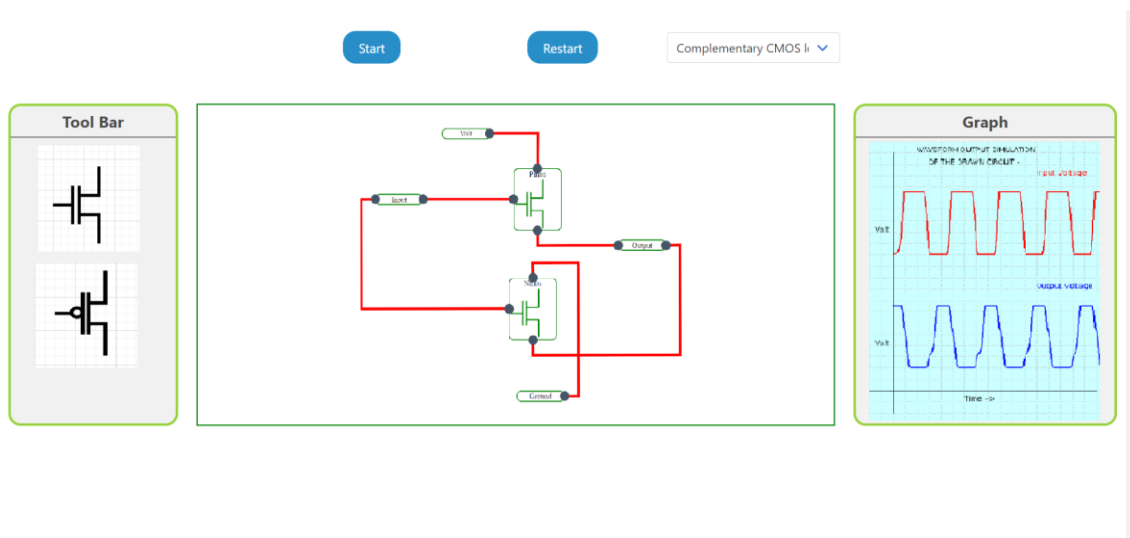 Start
Restart
Complementary CMOS l
Tool Bar
Graph
Volt
Pmos
Input
Output
Nmos
Ground
WAVEFORM OUTPUT SIMULATION
OF THE DRAWN CIRCUIT -
Input Voltage
Volt
Output Voltage
Volt
Time ->